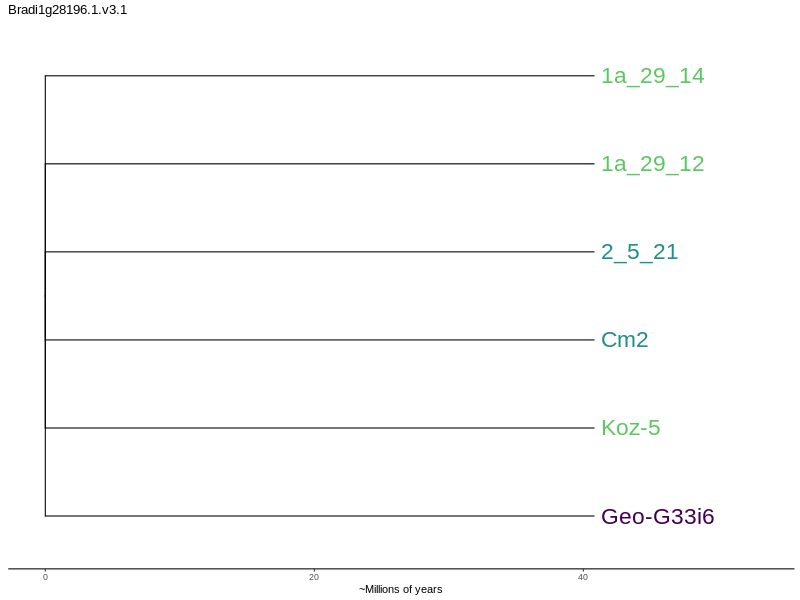 Bradi1g28196.1.v3.1
1a_29_14
1a_29_12
2_5_21
Cm2
Koz-5
Geo-G33i6
0 20 40
~Millions of years